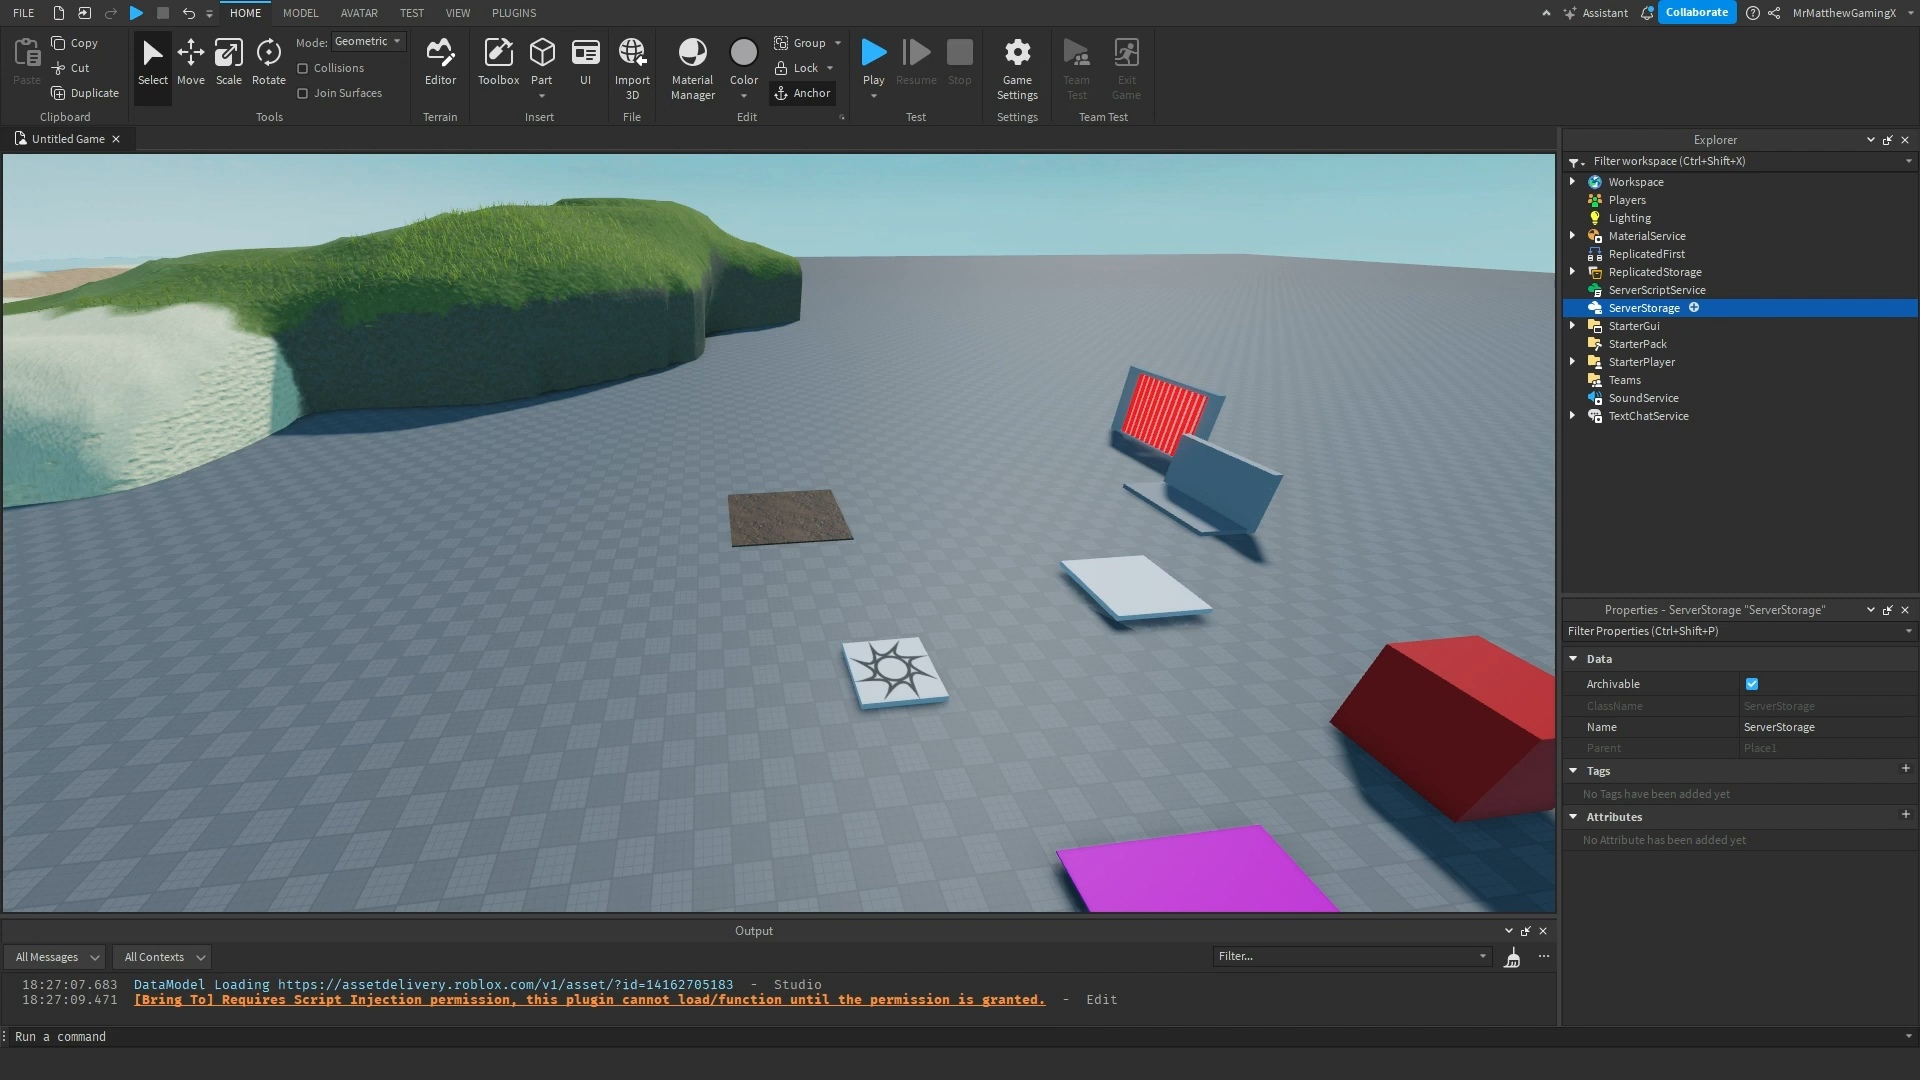 FILE HOME MODEL AVATAR TEST VIEW PLUGINS Assistant Collaborate MrMatthewGamingX
Paste Copy Cut Duplicate Clipboard
Select Move Scale Rotate Mode: Geometric Collisions Join Surfaces Tools
Editor Terrain
Toolbox Part UI Insert
Import 3D File
Material Manager Color Group Lock Anchor Edit
Play Resume Stop Test
Game Settings Settings
Team Test Exit Game Team Test
Untitled Game
Explorer
Filter workspace (Ctrl+Shift+X)
Workspace
Players
Lighting
MaterialService
ReplicatedFirst
ReplicatedStorage
ServerScriptService
ServerStorage
StarterGui
StarterPack
StarterPlayer
Teams
SoundService
TextChatService
Properties - ServerStorage "ServerStorage"
Filter Properties (Ctrl+Shift+P)
Data
Archivable
ClassName ServerStorage
Name ServerStorage
Parent Place1
Tags +
No Tags have been added yet
Attributes +
No Attribute has been added yet
Output
All Messages All Contexts Filter... ...
18:27:07.683 DataModel Loading https://assetdelivery.roblox.com/v1/asset/?id=14162705183 - Studio
18:27:09.471 [Bring To] Requires Script Injection permission, this plugin cannot load/function until the permission is granted. - Edit
Run a command